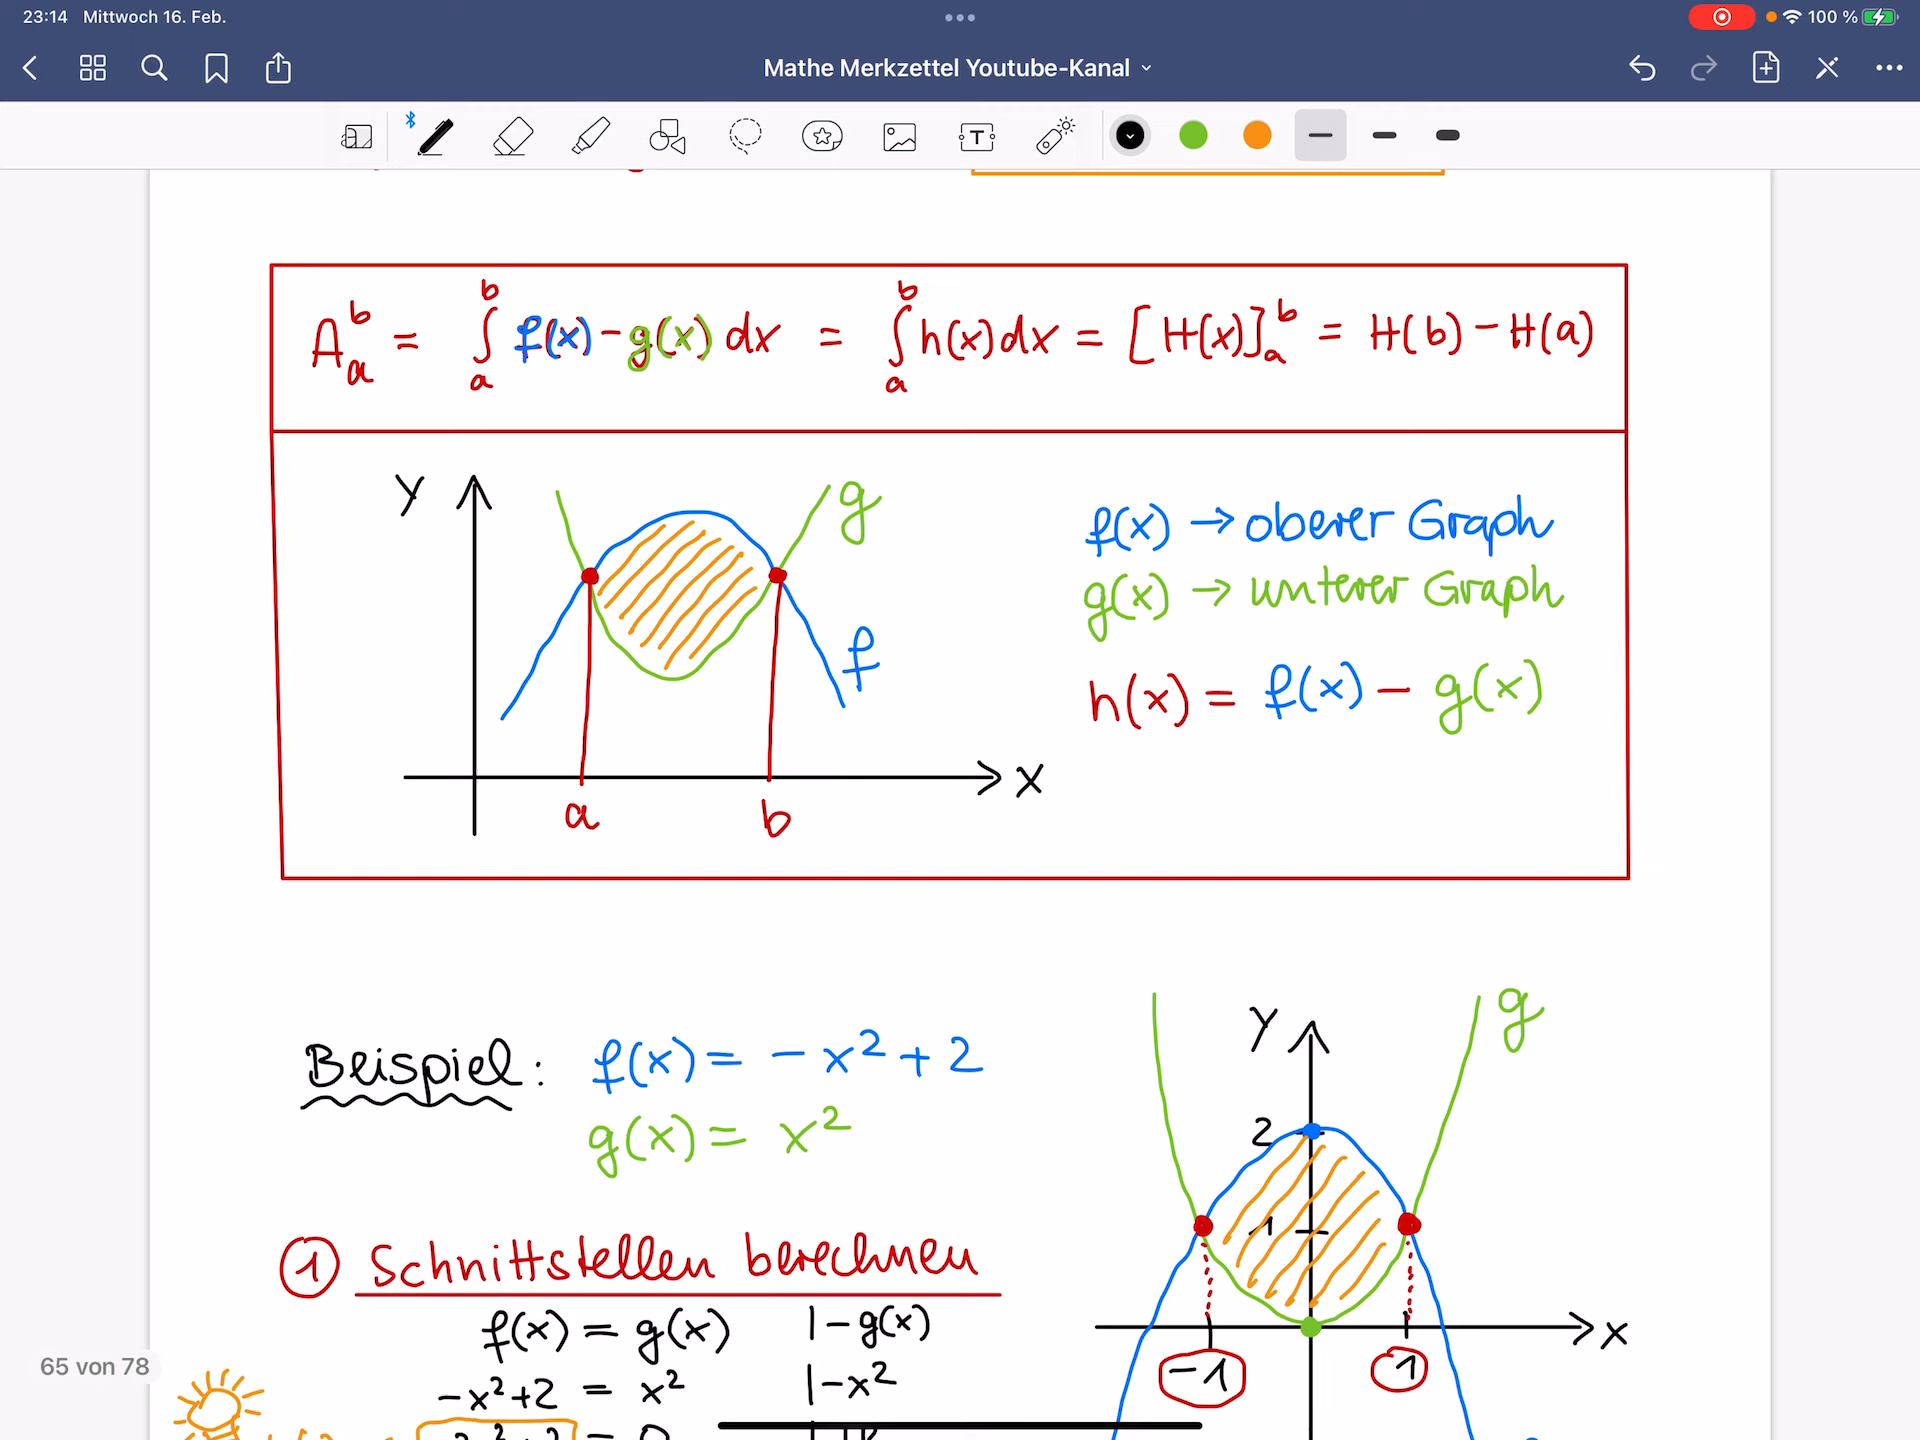 23:14 Mittwoch 16. Feb.
100 %
Mathe Merkzettel Youtube-Kanal
A_a^b = ∫_a^b f(x) - g(x) dx = ∫_a^b h(x) dx = [H(x)]_a^b = H(b) - H(a)
y
g
f
x
a
b
f(x) → oberer Graph
g(x) → unterer Graph
h(x) = f(x) - g(x)
Beispiel: f(x) = -x² + 2
g(x) = x²
y
g
2
1
x
-1
1
① Schnittstellen berechnen
f(x) = g(x) | -g(x)
-x²+2 = x² | -x²
65 von 78